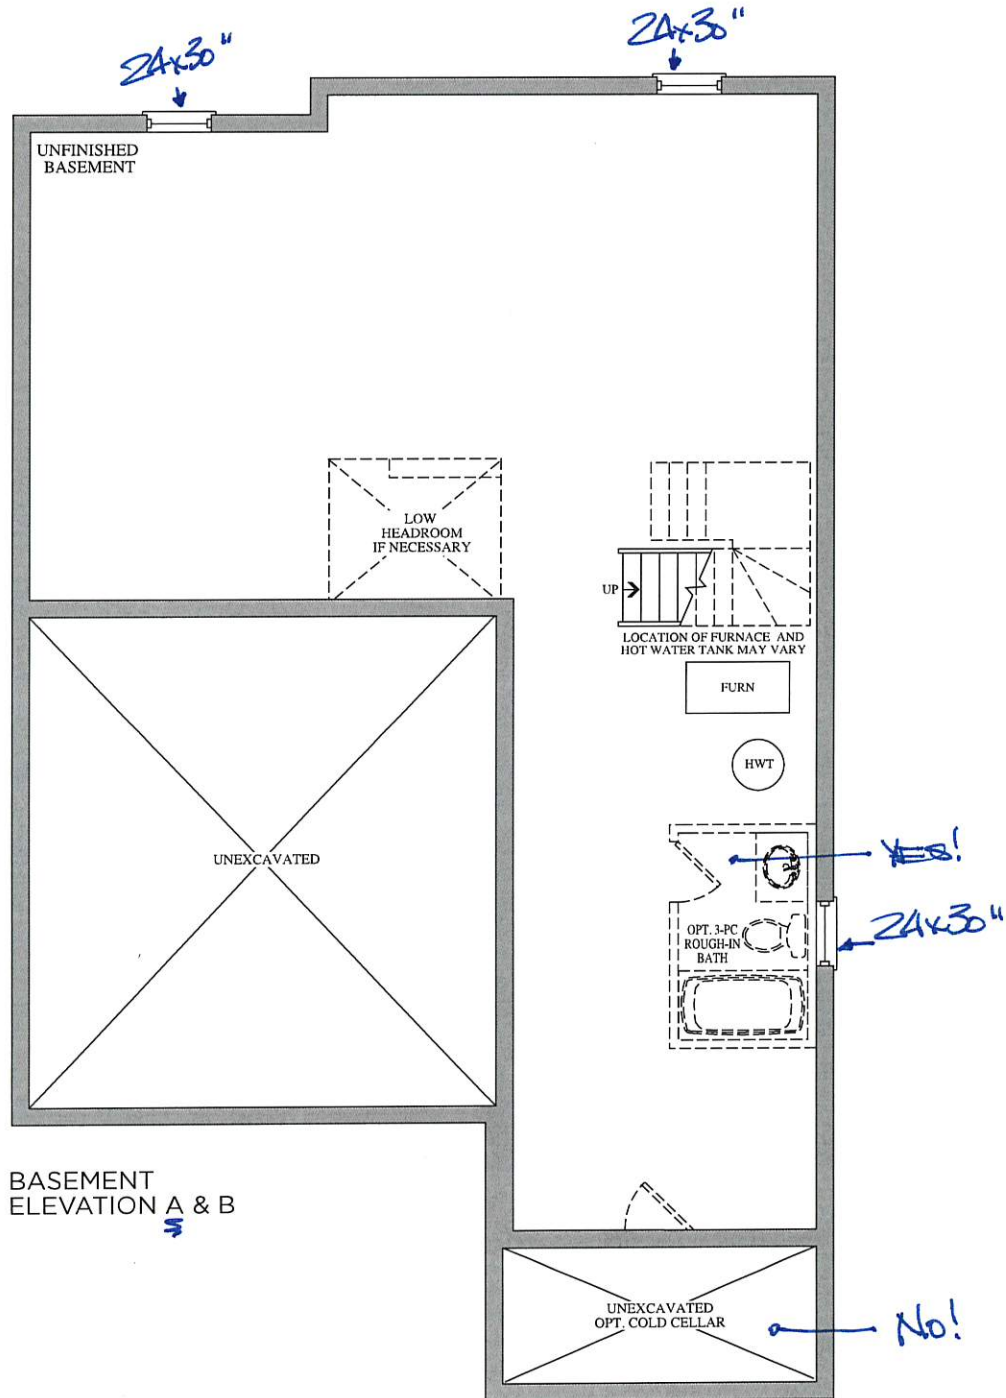 24x30"
24x30"
UNFINISHED
BASEMENT
LOW
HEADROOM
IF NECESSARY
UP
LOCATION OF FURNACE AND
HOT WATER TANK MAY VARY
FURN
HWT
UNEXCAVATED
YES!
OPT. 3-PC
ROUGH-IN
BATH
24x30"
BASEMENT
ELEVATION A & B
UNEXCAVATED
OPT. COLD CELLAR
No!